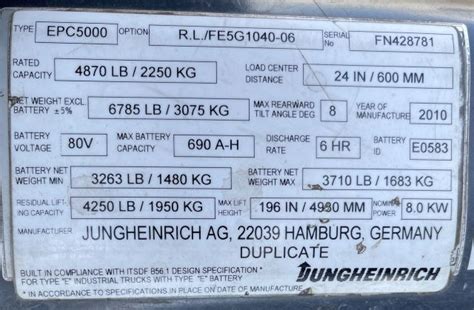 TYPE EPC5000 R.L./FE5G1040-06 SERIAL NO. FN428781
RATED CAPACITY 4870 LB / 2250 KG LOAD CENTER DISTANCE 24 IN / 600 MM
NET WEIGHT EXCL. BATTERY ±5% 6785 LB / 3075 KG MAX REARWARD TILT ANGLE DEG 8 YEAR OF MANUFACTURER 2010
BATTERY VOLTAGE 80V MAX BATTERY CAPACITY 690 A-H DISCHARGE RATE 6 HR BATTERY ID E0583
BATTERY NET WEIGHT MIN 3263 LB / 1480 KG BATTERY NET WEIGHT MAX 3710 LB / 1683 KG
RESIDUAL LIFTING CAPACITY 4250 LB / 1950 KG MAX LIFT HEIGHT 196 IN / 4980 MM NOMINAL POWER 8.0 KW
MANUFACTURER JUNGHEINRICH AG, 22039 HAMBURG, GERMANY
DUPLICATE
BUILT IN COMPLIANCE WITH ITSDF B56.1 DESIGN SPECIFICATION *
FOR TYPE "E" INDUSTRIAL TRUCKS WITH TYPE "E" BATTERY
* IN ACCORDANCE TO SPECIFICATIONS IN PLACE ON DATE OF MANUFACTURE
JUNGHEINRICH